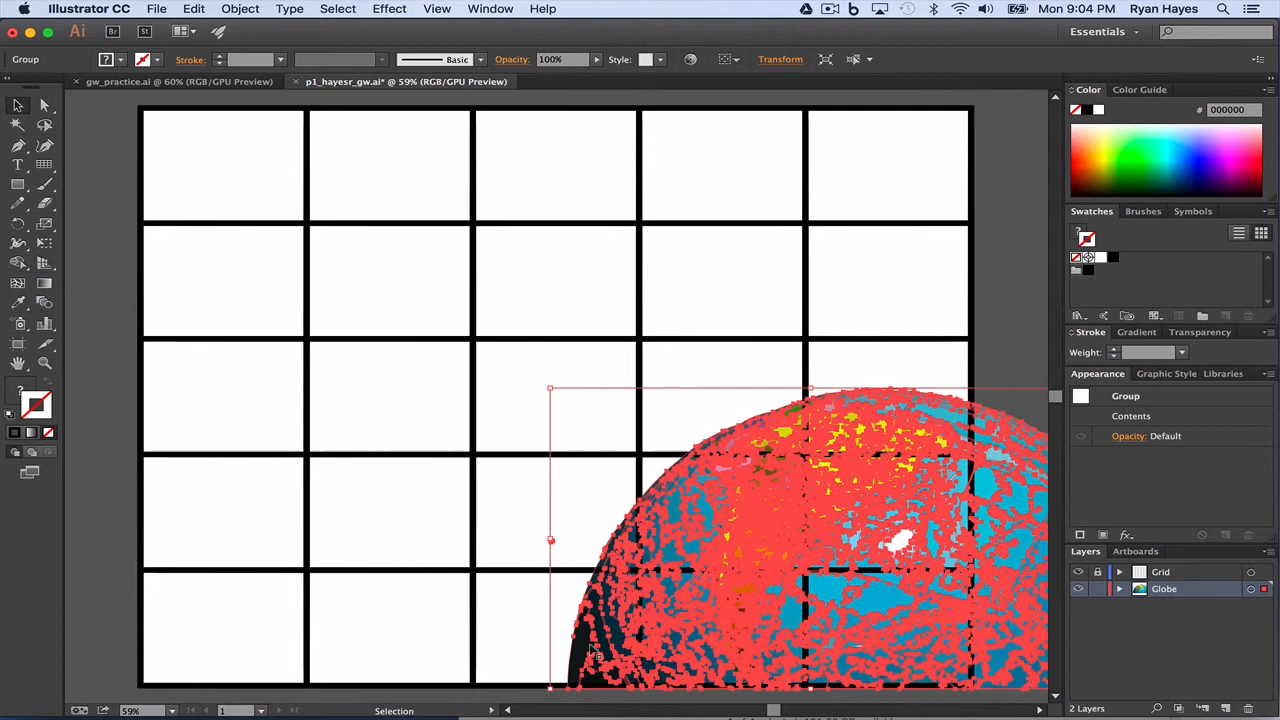 Illustrator CC File Edit Object Type Select Effect View Window Help Mon 9:04 PM Ryan Hayes
Ai Br St Essentials
Group ? Stroke: Basic Opacity: 100% Style: Transform
× gw_practice.ai @ 60% (RGB/GPU Preview) × p1_hayesr_gw.ai* @ 59% (RGB/GPU Preview)
Color Color Guide
# 000000
Swatches Brushes Symbols
?
Stroke Gradient Transparency
Weight:
Appearance Graphic Style Libraries
Group
Contents
Opacity: Default
?
Layers Artboards
Grid
Globe
59% 1 Selection
2 Layers